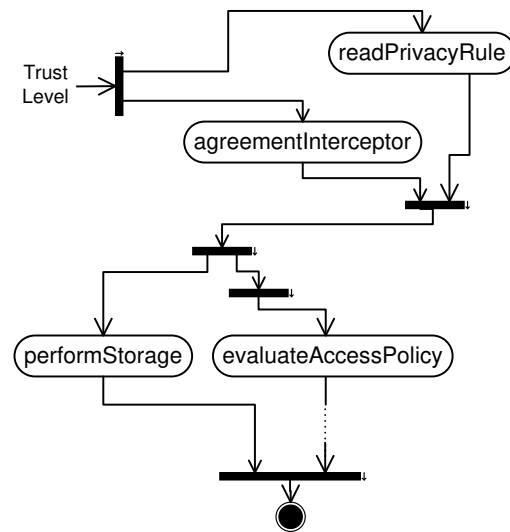 readPrivacyRule
Trust
Level
agreementInterceptor
performStorage
evaluateAccessPolicy